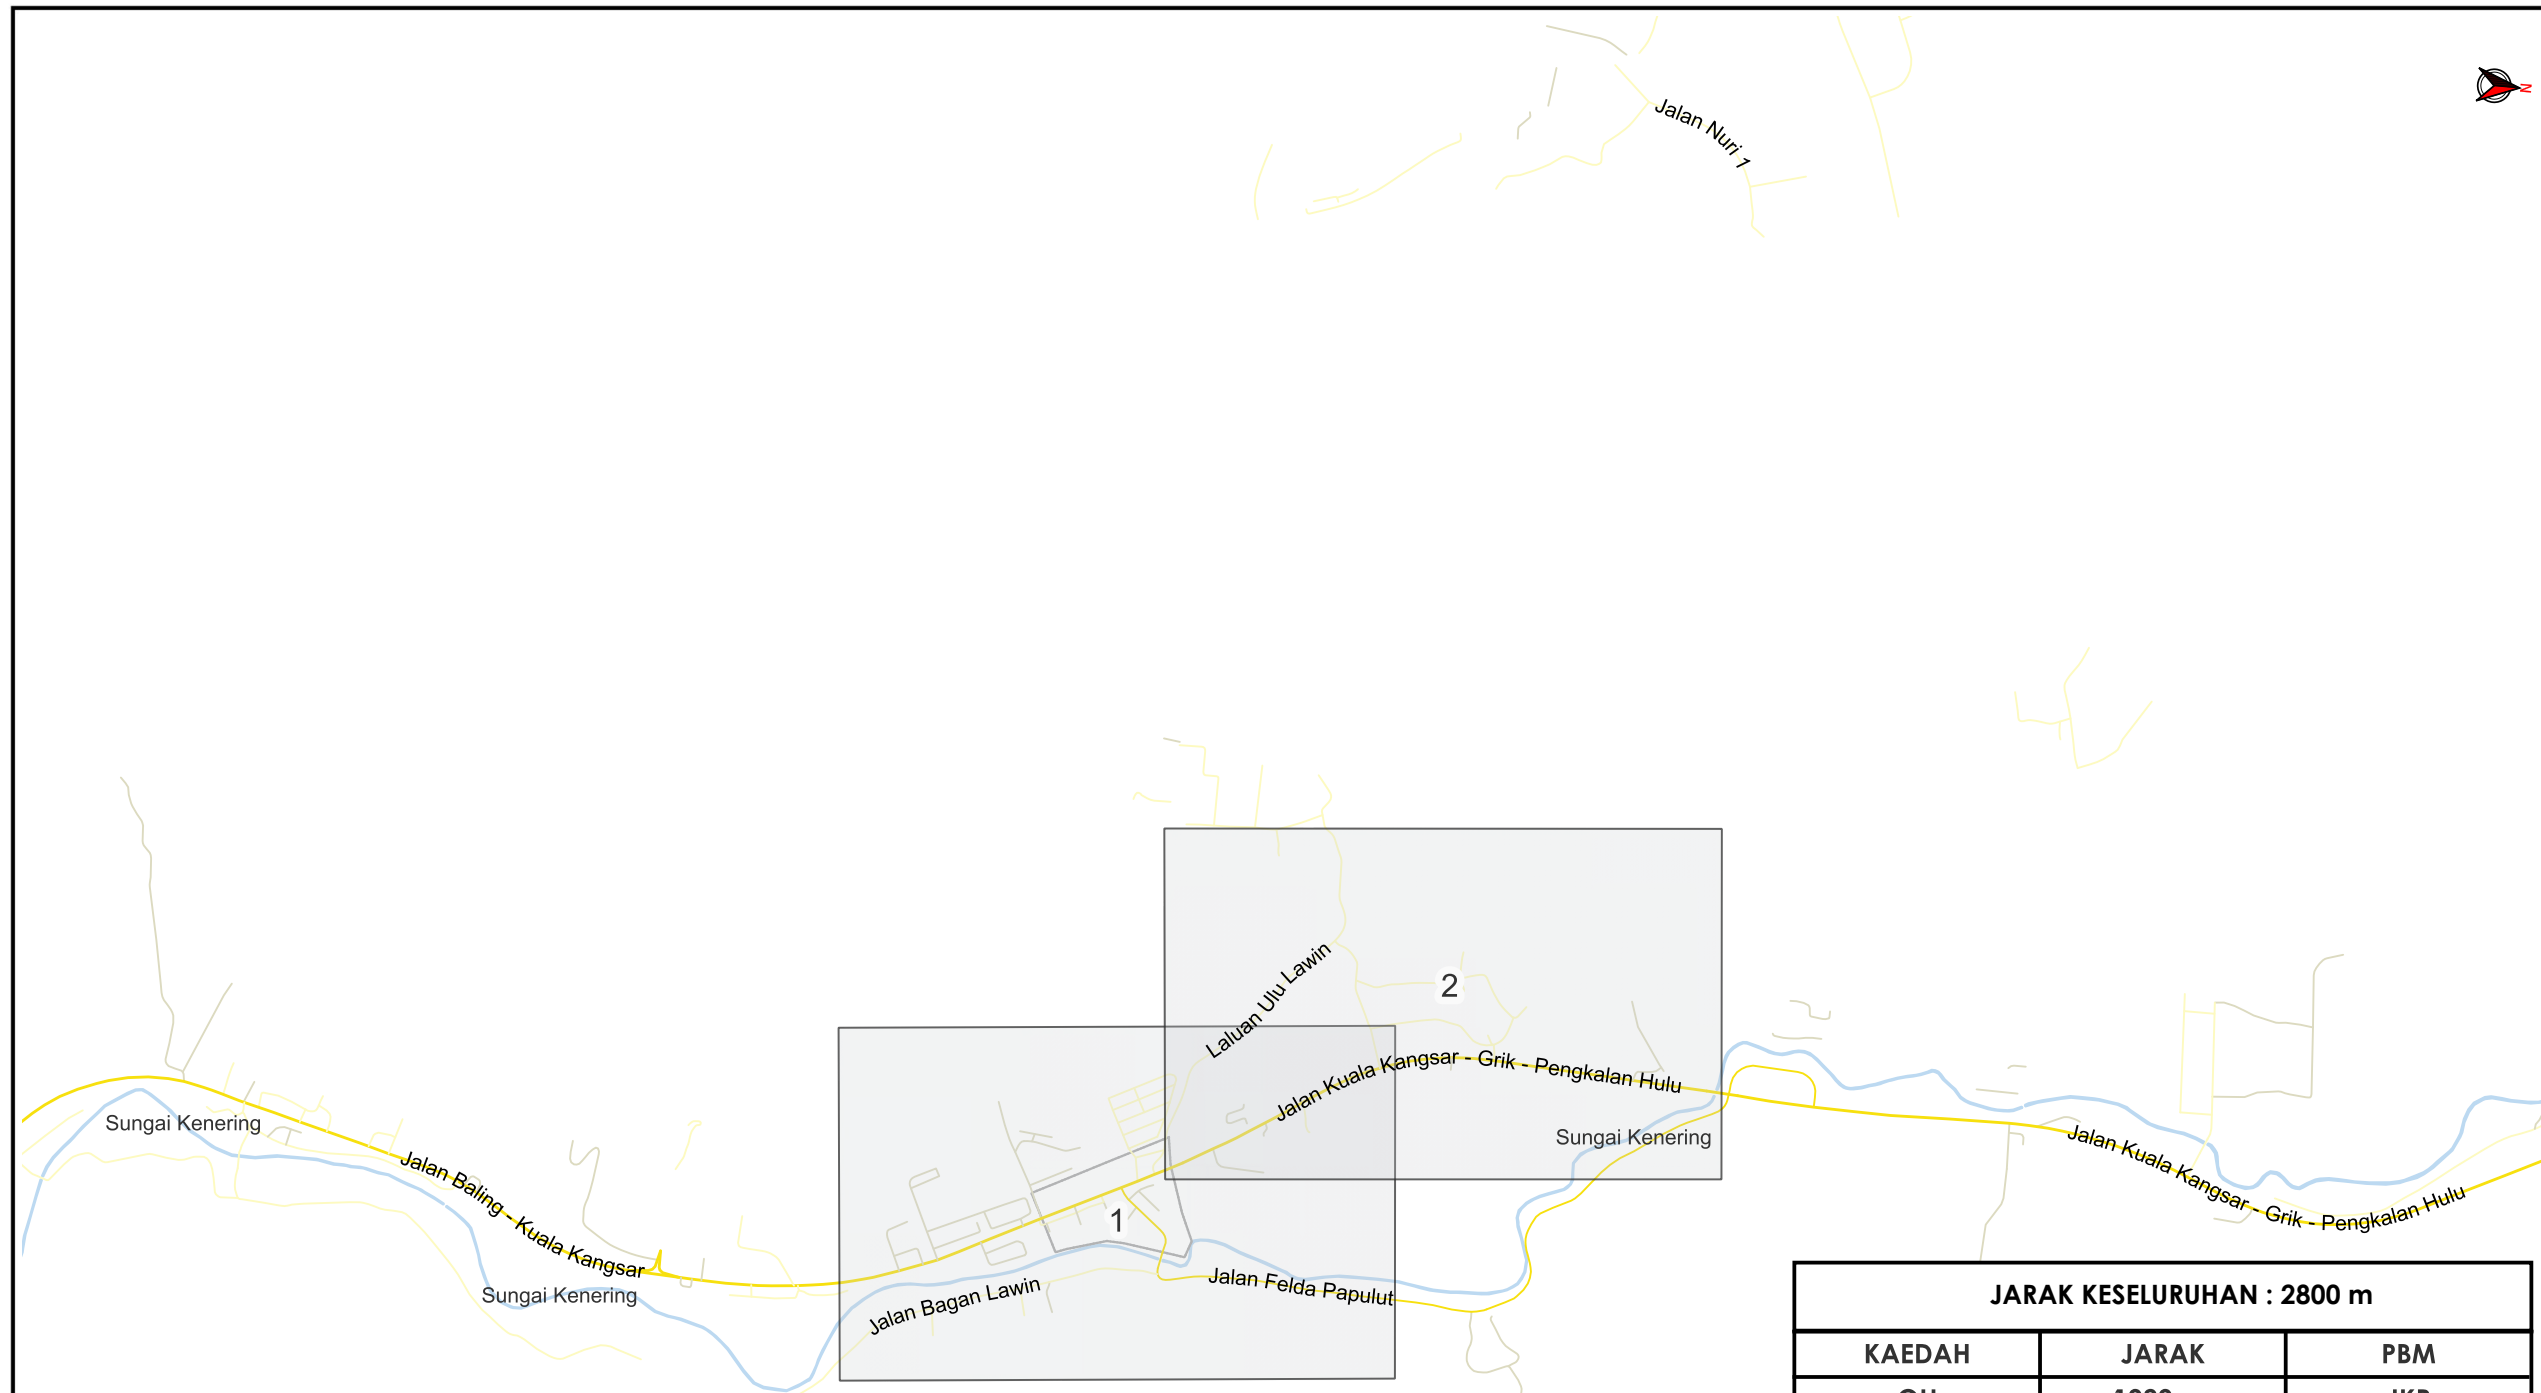 N
Jalan Nuri 1
Laluan Ulu Lawin
2
Jalan Kuala Kangsar - Grik - Pengkalan Hulu
Sungai Kenering
Sungai Kenering
Jalan Kuala Kangsar - Grik - Pengkalan Hulu
Jalan Baling - Kuala Kangsar
1
Sungai Kenering
Jalan Bagan Lawin
Jalan Felda Papulut
JARAK KESELURUHAN : 2800 m
KAEDAH JARAK PBM